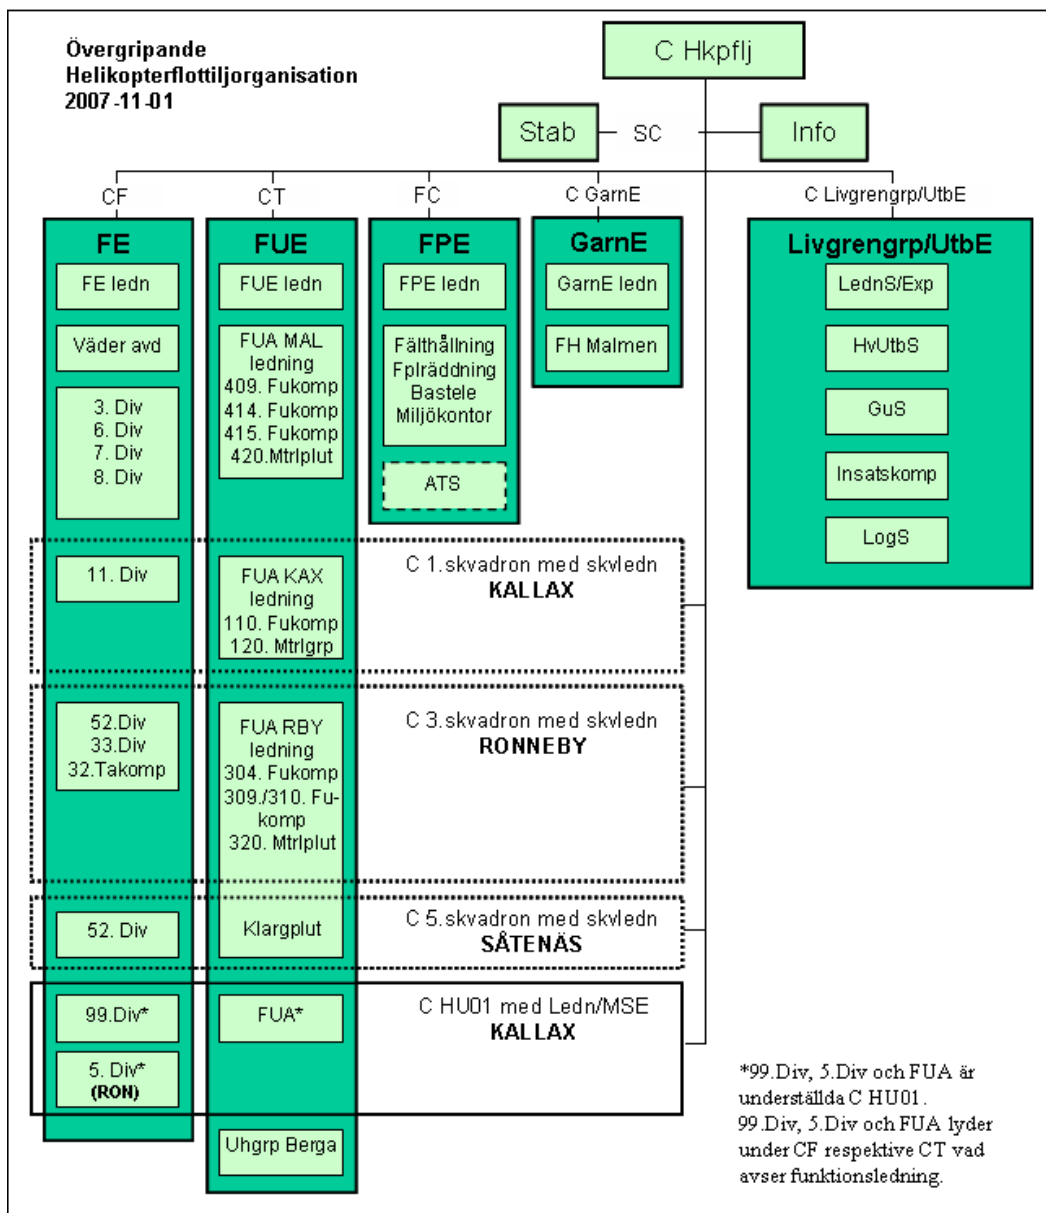 Övergripande
Helikopterflottiljorganisation
2007-11-01
C Hkpflj
Stab
SC
Info
CF
CT
FC
C GarnE
C Livgrengrp/UtbE
FE
FE ledn
Väder avd
3. Div
6. Div
7. Div
8. Div
FUE
FUE ledn
FUA MAL
ledning
409. Fukomp
414. Fukomp
415. Fukomp
420.Mtrlplut
FPE
FPE ledn
Fälthållning
Fplräddning
Bastele
Miljökontor
ATS
GarnE
GarnE ledn
FH Malmen
Livgrengrp/UtbE
LednS/Exp
HvUtbS
GuS
Insatskomp
LogS
11. Div
FUA KAX
ledning
110. Fukomp
120. Mtrlgrp
C 1.skvadron med skvledn
KALLAX
52.Div
33.Div
32.Takomp
FUA RBY
ledning
304. Fukomp
309./310. Fu-
komp
320. Mtrlplut
C 3.skvadron med skvledn
RONNEBY
52. Div
Klargplut
C 5.skvadron med skvledn
SÅTENÄS
99.Div*
5. Div*
(RON)
FUA*
C HU01 med Ledn/MSE
KALLAX
Uhgrp Berga
*99.Div, 5.Div och FUA är
underställda C HU01.
99.Div, 5.Div och FUA lyder
under CF respektive CT vad
avser funktionsledning.